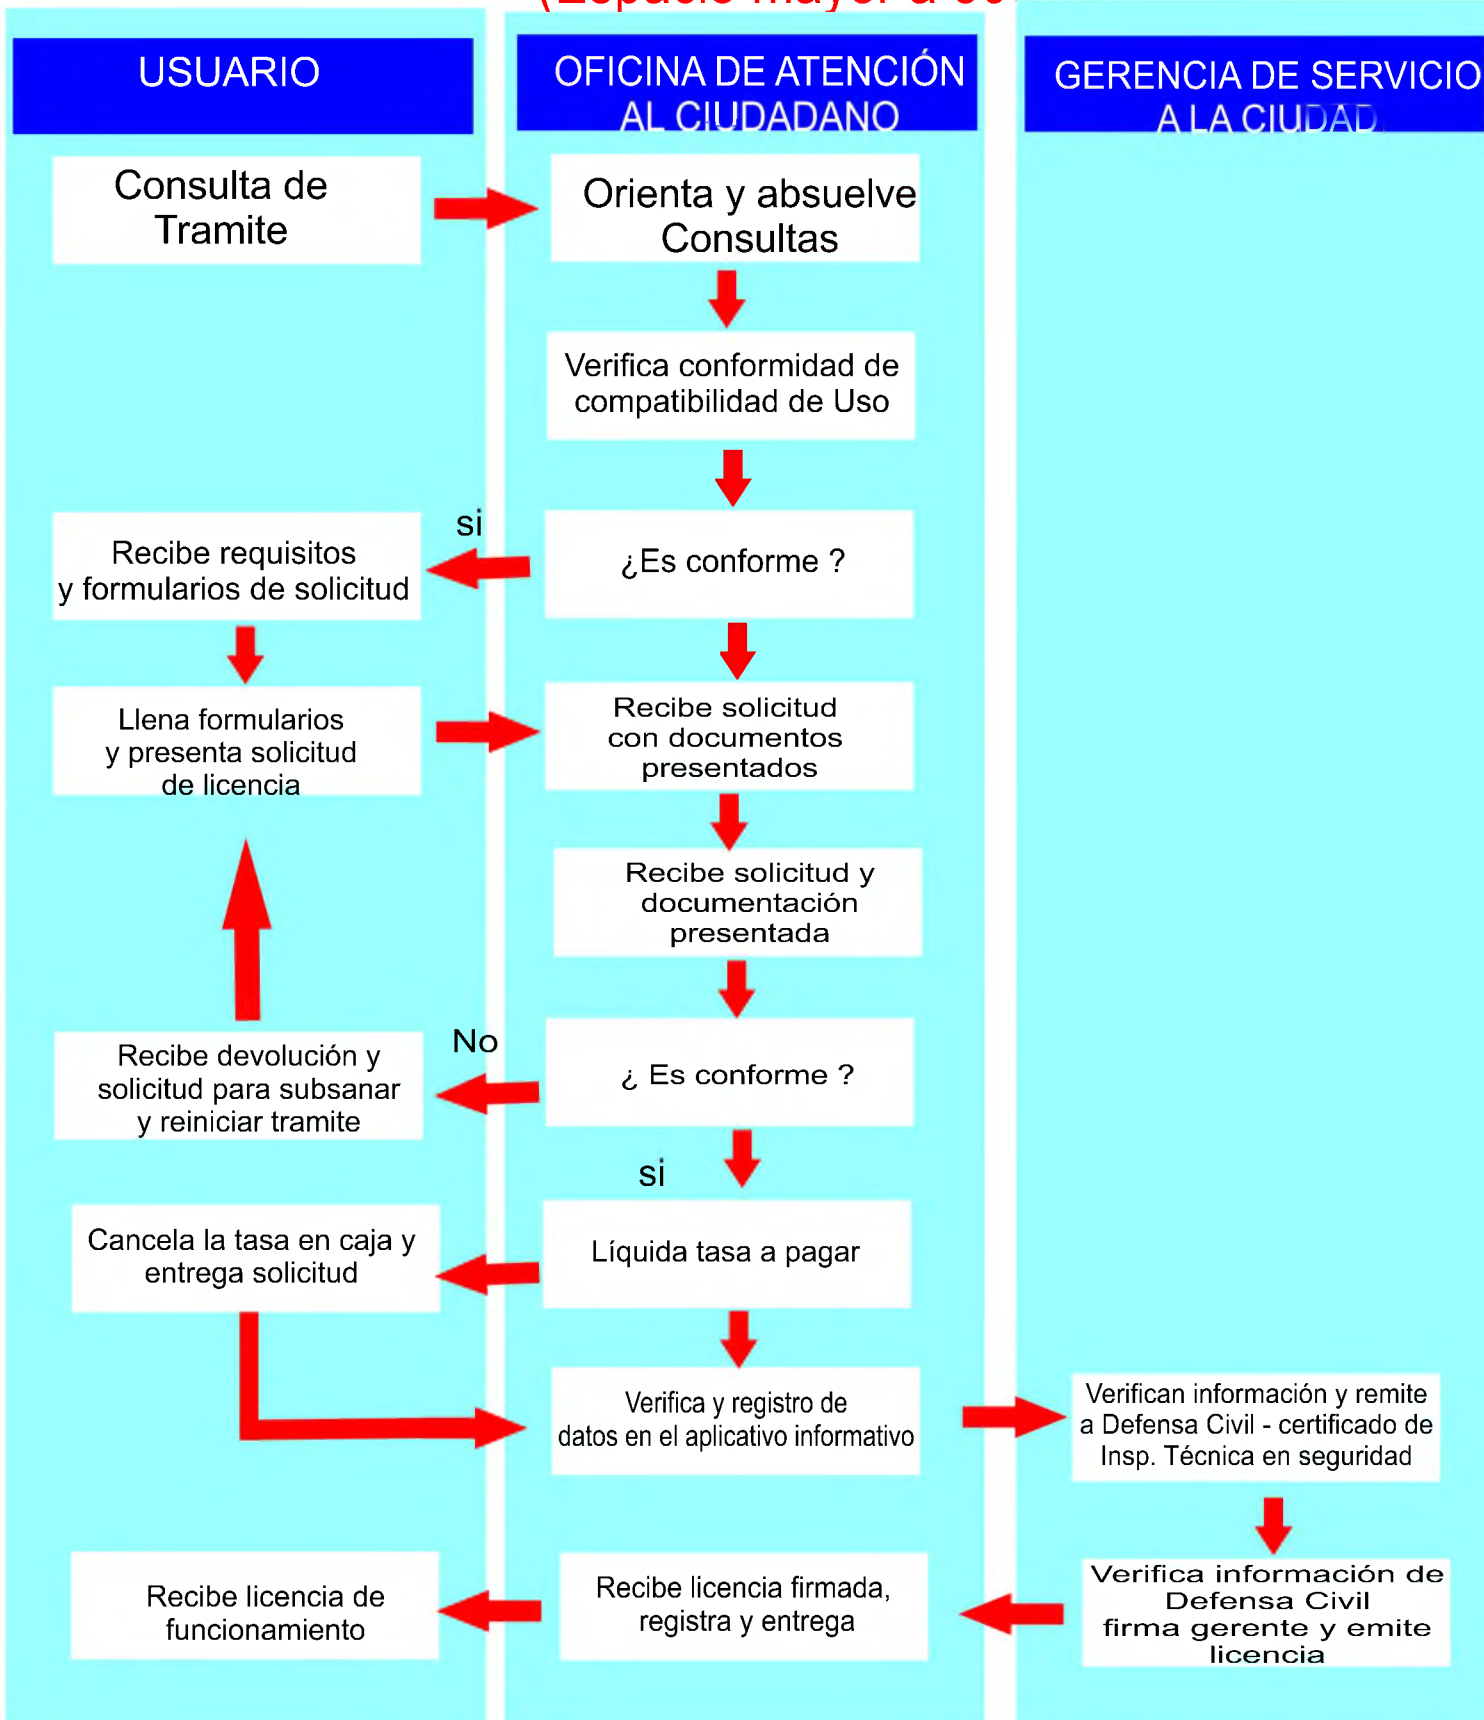 (Espacio mayor a
USUARIO
OFICINA DE ATENCIÓN
AL CIUDADANO
GERENCIA DE SERVICIO
A LA CIUDAD
Consulta de
Tramite
Orienta y absuelve
Consultas
Verifica conformidad de
compatibilidad de Uso
si
Recibe requisitos
y formularios de solicitud
¿Es conforme ?
Llena formularios
y presenta solicitud
de licencia
Recibe solicitud
con documentos
presentados
Recibe solicitud y
documentación
presentada
No
Recibe devolución y
solicitud para subsanar
y reiniciar tramite
¿ Es conforme ?
si
Cancela la tasa en caja y
entrega solicitud
Líquida tasa a pagar
Verifica y registro de
datos en el aplicativo informativo
Verifican información y remite
a Defensa Civil - certificado de
Insp. Técnica en seguridad
Recibe licencia de
funcionamiento
Recibe licencia firmada,
registra y entrega
Verifica información de
Defensa Civil
firma gerente y emite
licencia